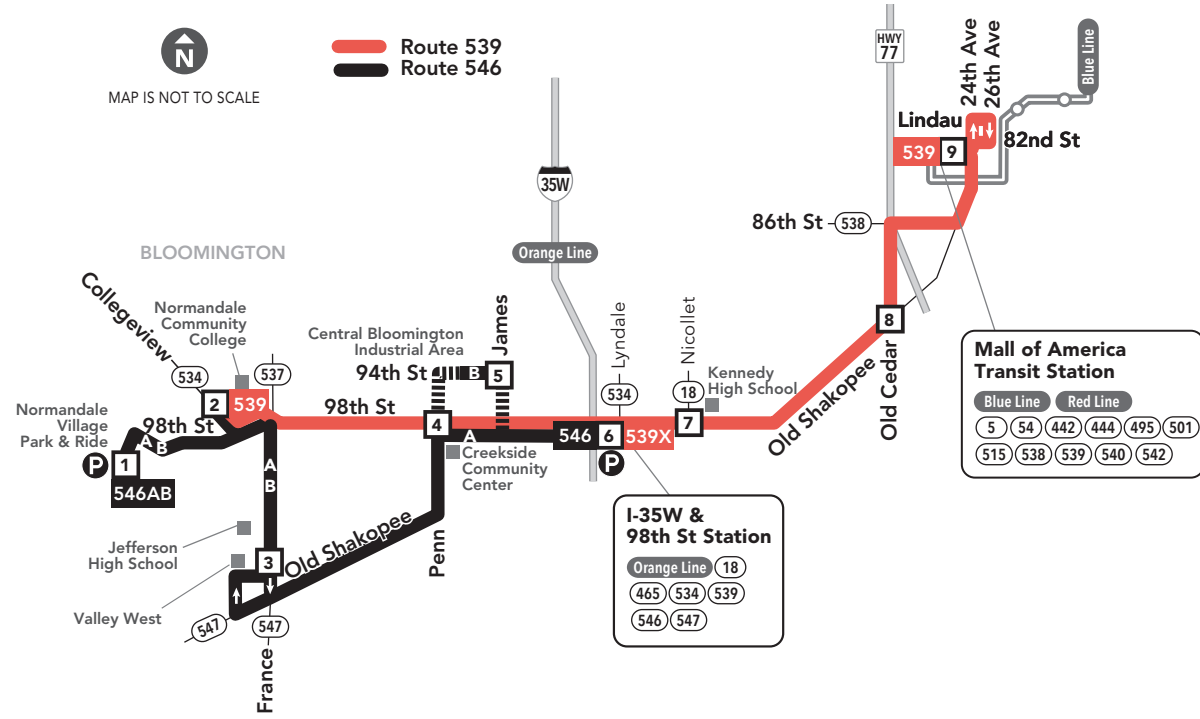 N
MAP IS NOT TO SCALE
Route 539
Route 546
HWY
77
24th Ave
26th Ave
Blue Line
Lindau
539
9
82nd St
35W
Orange Line
86th St
538
BLOOMINGTON
Collegeview
Normandale
Community
College
534
537
2
539
Normandale
Village
Park & Ride
98th St
A
B
P
1
546AB
Central Bloomington
Industrial Area
94th St
B
5
James
98th St
4
A
546
6
539X
P
Lyndale
534
Nicollet
18
7
Kennedy
High School
Old Shakopee
Old Cedar
8
Creekside
Community
Center
A
B
Jefferson
High School
3
Old Shakopee
Penn
Valley West
547
547
France
I-35W &
98th St Station
Orange Line 18
465 534 539
546 547
Mall of America
Transit Station
Blue Line Red Line
5 54 442 444 495 501
515 538 539 540 542